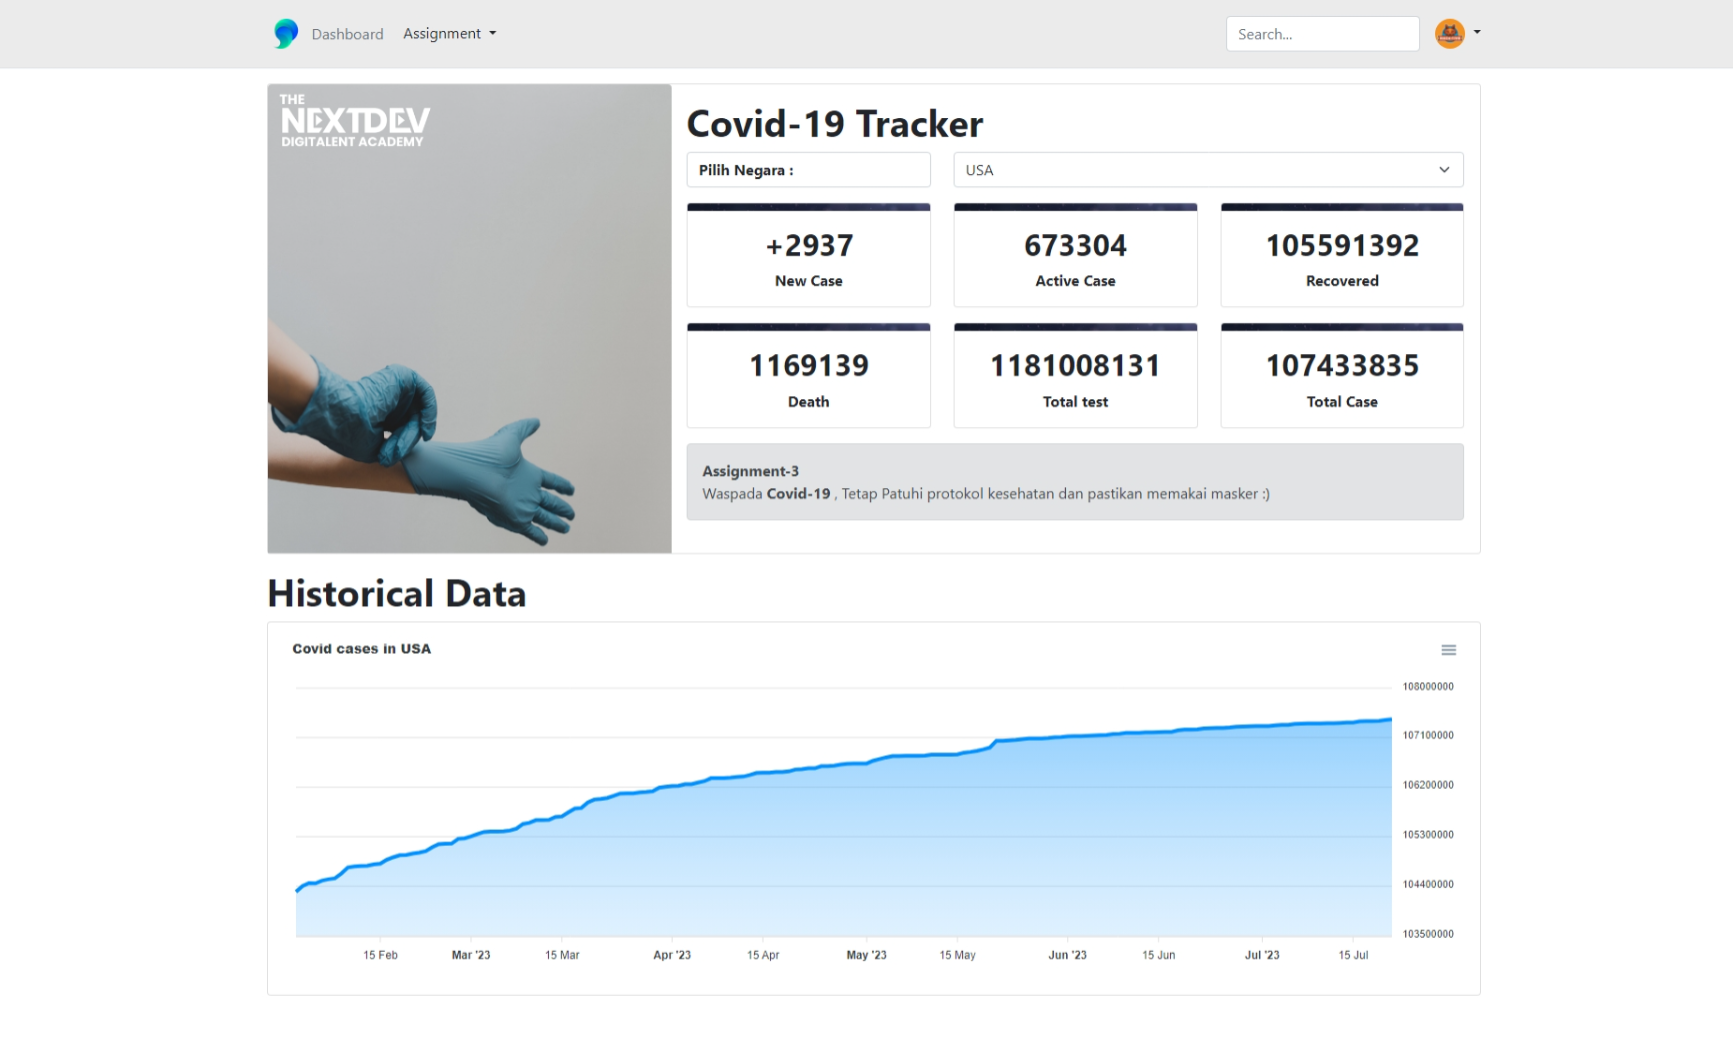 Dashboard
Assignment
Search...
THE
NEXTDEV
DIGITALENT ACADEMY
Covid-19 Tracker
Pilih Negara :
USA
+2937
New Case
673304
Active Case
105591392
Recovered
1169139
Death
1181008131
Total test
107433835
Total Case
Assignment-3
Waspada Covid-19 , Tetap Patuhi protokol kesehatan dan pastikan memakai masker :)
Historical Data
Covid cases in USA
108000000
107100000
106200000
105300000
104400000
103500000
15 Feb
Mar '23
15 Mar
Apr '23
15 Apr
May '23
15 May
Jun '23
15 Jun
Jul '23
15 Jul